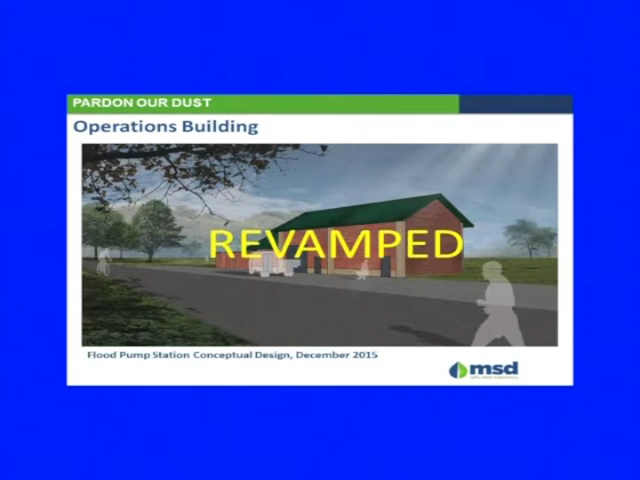 PARDON OUR DUST
Operations Building
REVAMPED
Flood Pump Station Conceptual Design, December 2015
msd